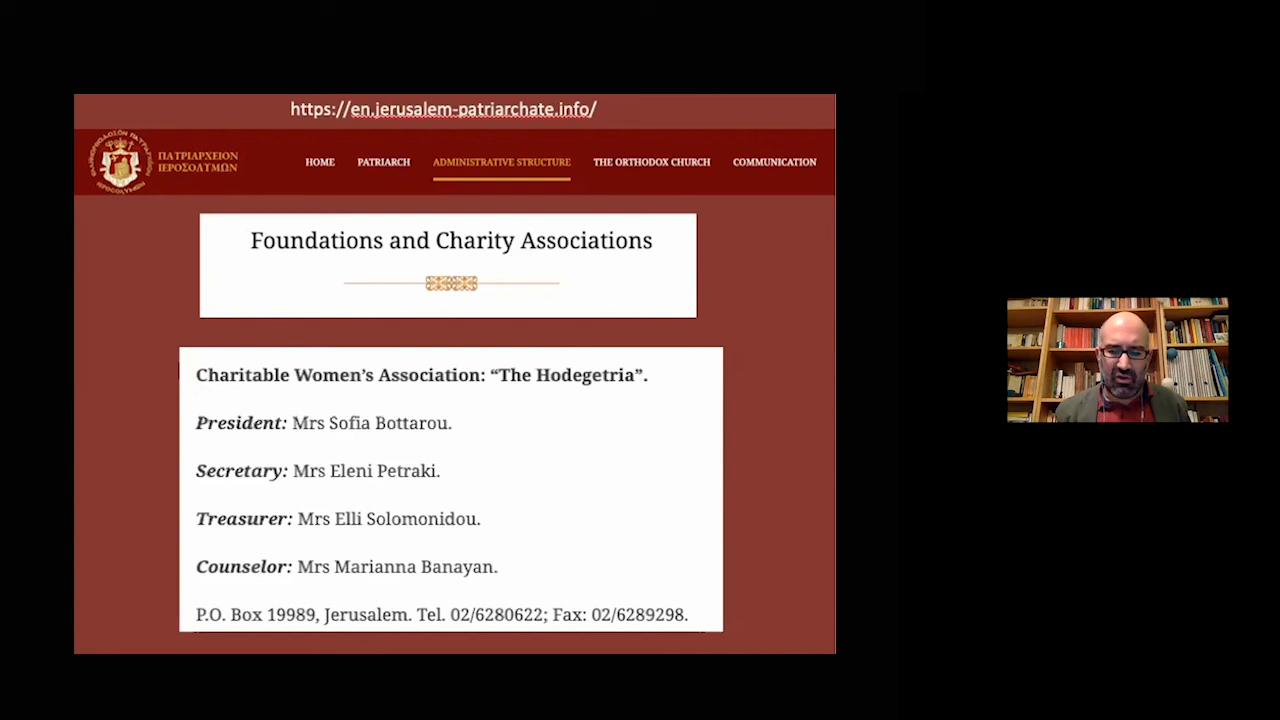 https://en.jerusalem-patriarchate.info/
ΠΑΤΡΙΑΡΧΕΙΟΝ
ΙΕΡΟΣΟΛΥΜΩΝ
HOME PATRIARCH ADMINISTRATIVE STRUCTURE THE ORTHODOX CHURCH COMMUNICATION
Foundations and Charity Associations
Charitable Women’s Association: “The Hodegetria”.
President: Mrs Sofia Bottarou.
Secretary: Mrs Eleni Petraki.
Treasurer: Mrs Elli Solomonidou.
Counselor: Mrs Marianna Banayan.
P.O. Box 19989, Jerusalem. Tel. 02/6280622; Fax: 02/6289298.